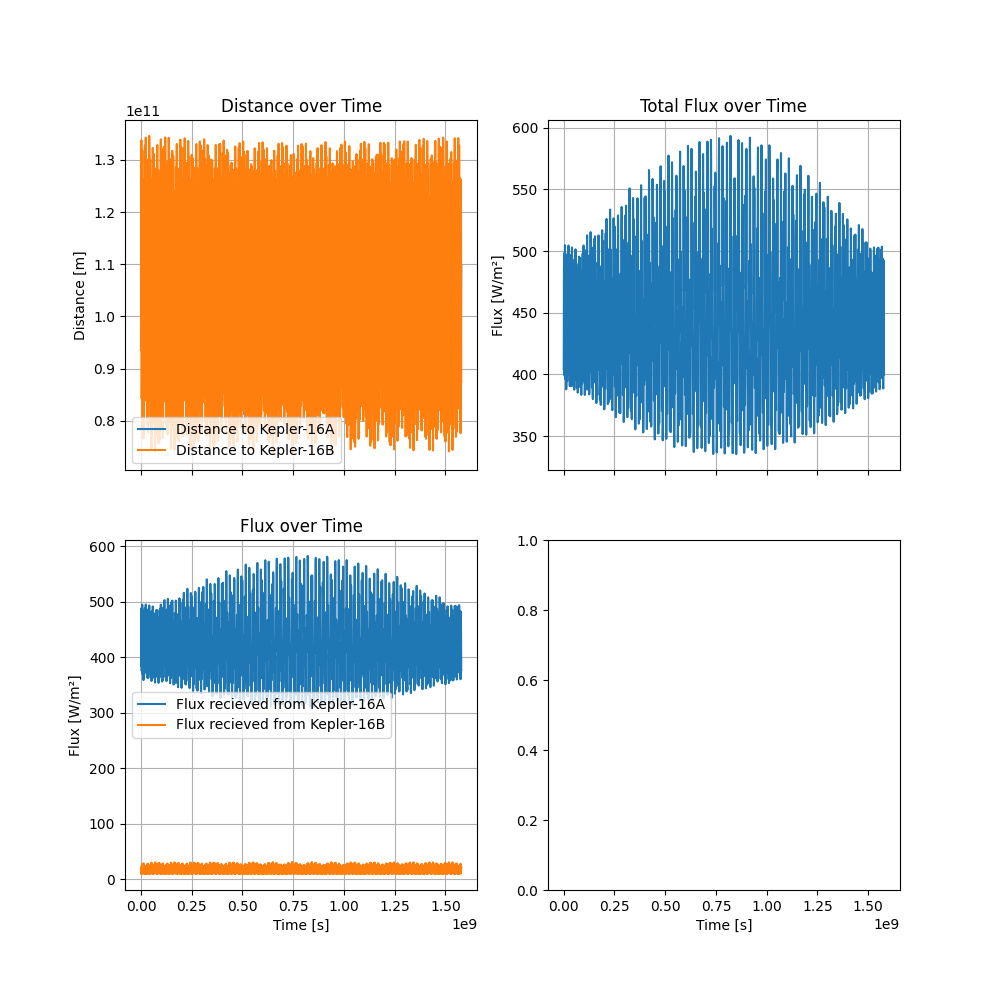 Distance over Time
1e11
Distance [m]
1.3
1.2
1.1
1.0
0.9
0.8
Distance to Kepler-16A
Distance to Kepler-16B
Total Flux over Time
Flux [W/m²]
600
550
500
450
400
350
Flux over Time
Flux [W/m²]
600
500
400
300
200
100
0
Flux recieved from Kepler-16A
Flux recieved from Kepler-16B
0.00 0.25 0.50 0.75 1.00 1.25 1.50
Time [s]
1e9
1.0
0.8
0.6
0.4
0.2
0.0
0.00 0.25 0.50 0.75 1.00 1.25 1.50
Time [s]
1e9